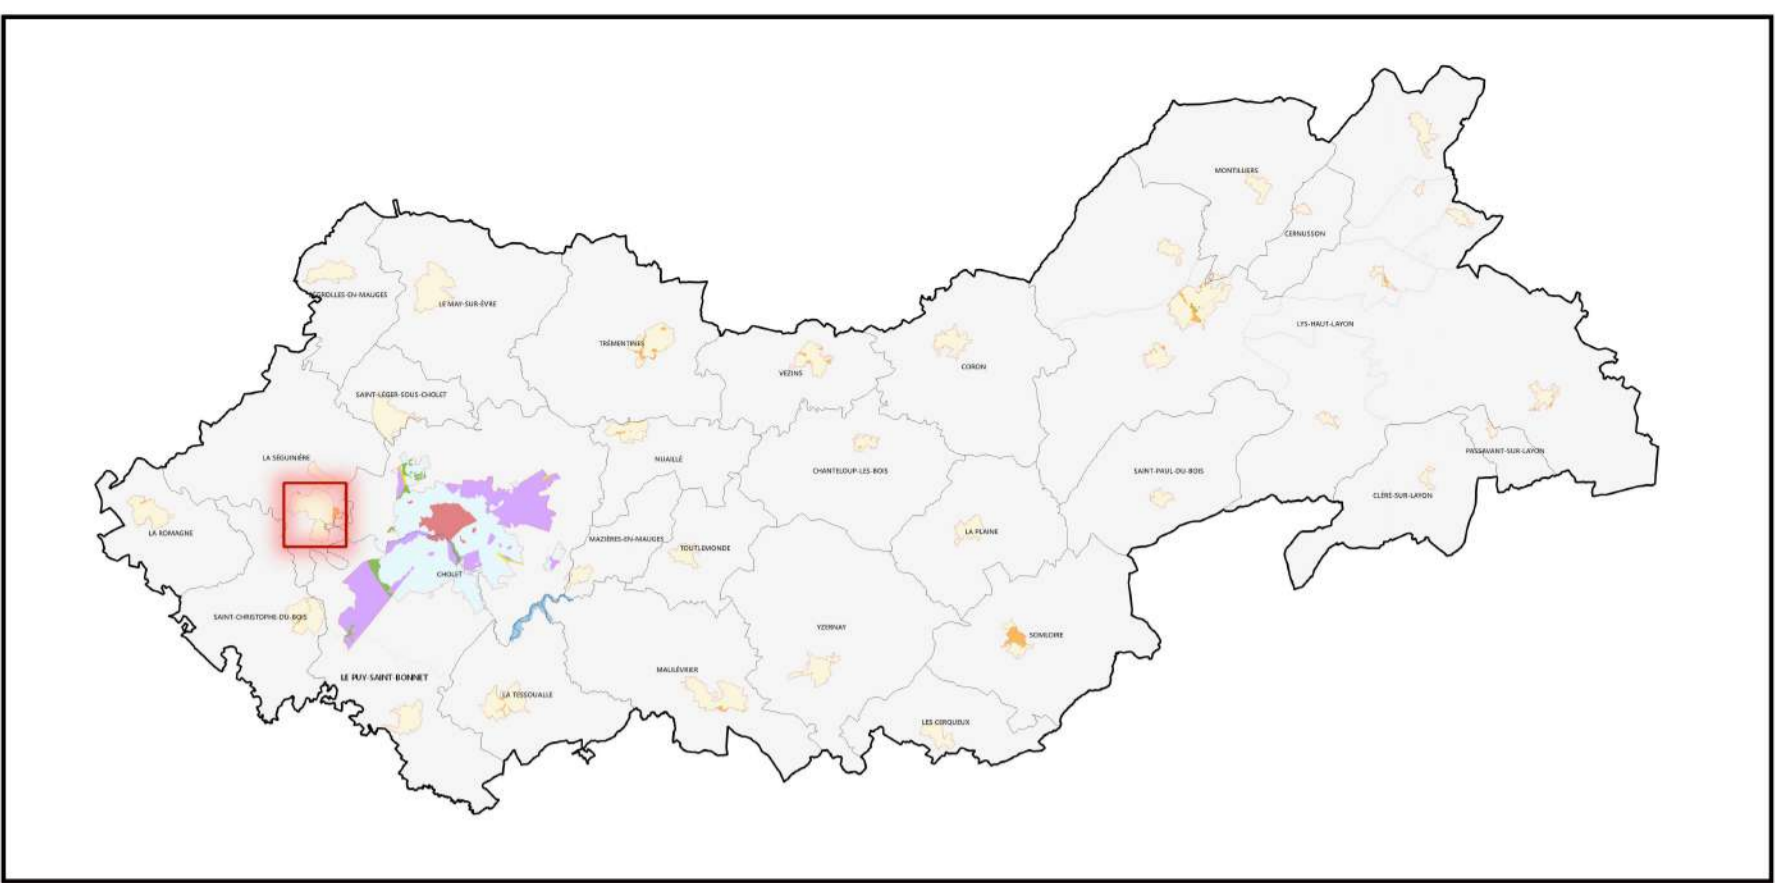 MONTILLIERS
CERNUSSON
BÉGROLLES-EN-MAUGES
LE MAY-SUR-ÈVRE
LYS-HAUT-LAYON
TRÉMENTINES
VEZINS
CORON
SAINT-LÉGER-SOUS-CHOLET
LA SÉGUINIÈRE
NUAILLÉ
CHANTELOUP-LES-BOIS
SAINT-PAUL-DU-BOIS
PASSAVANT-SUR-LAYON
CLÉRÉ-SUR-LAYON
LA ROMAGNE
MAZIÈRES-EN-MAUGES
TOUTLEMONDE
LA PLAINE
CHOLET
SAINT-CHRISTOPHE-DU-BOIS
YZERNAY
SOMLOIRE
LE PUY-SAINT-BONNET
MAULÉVRIER
LA TESSOUALLE
LES CERQUEUX